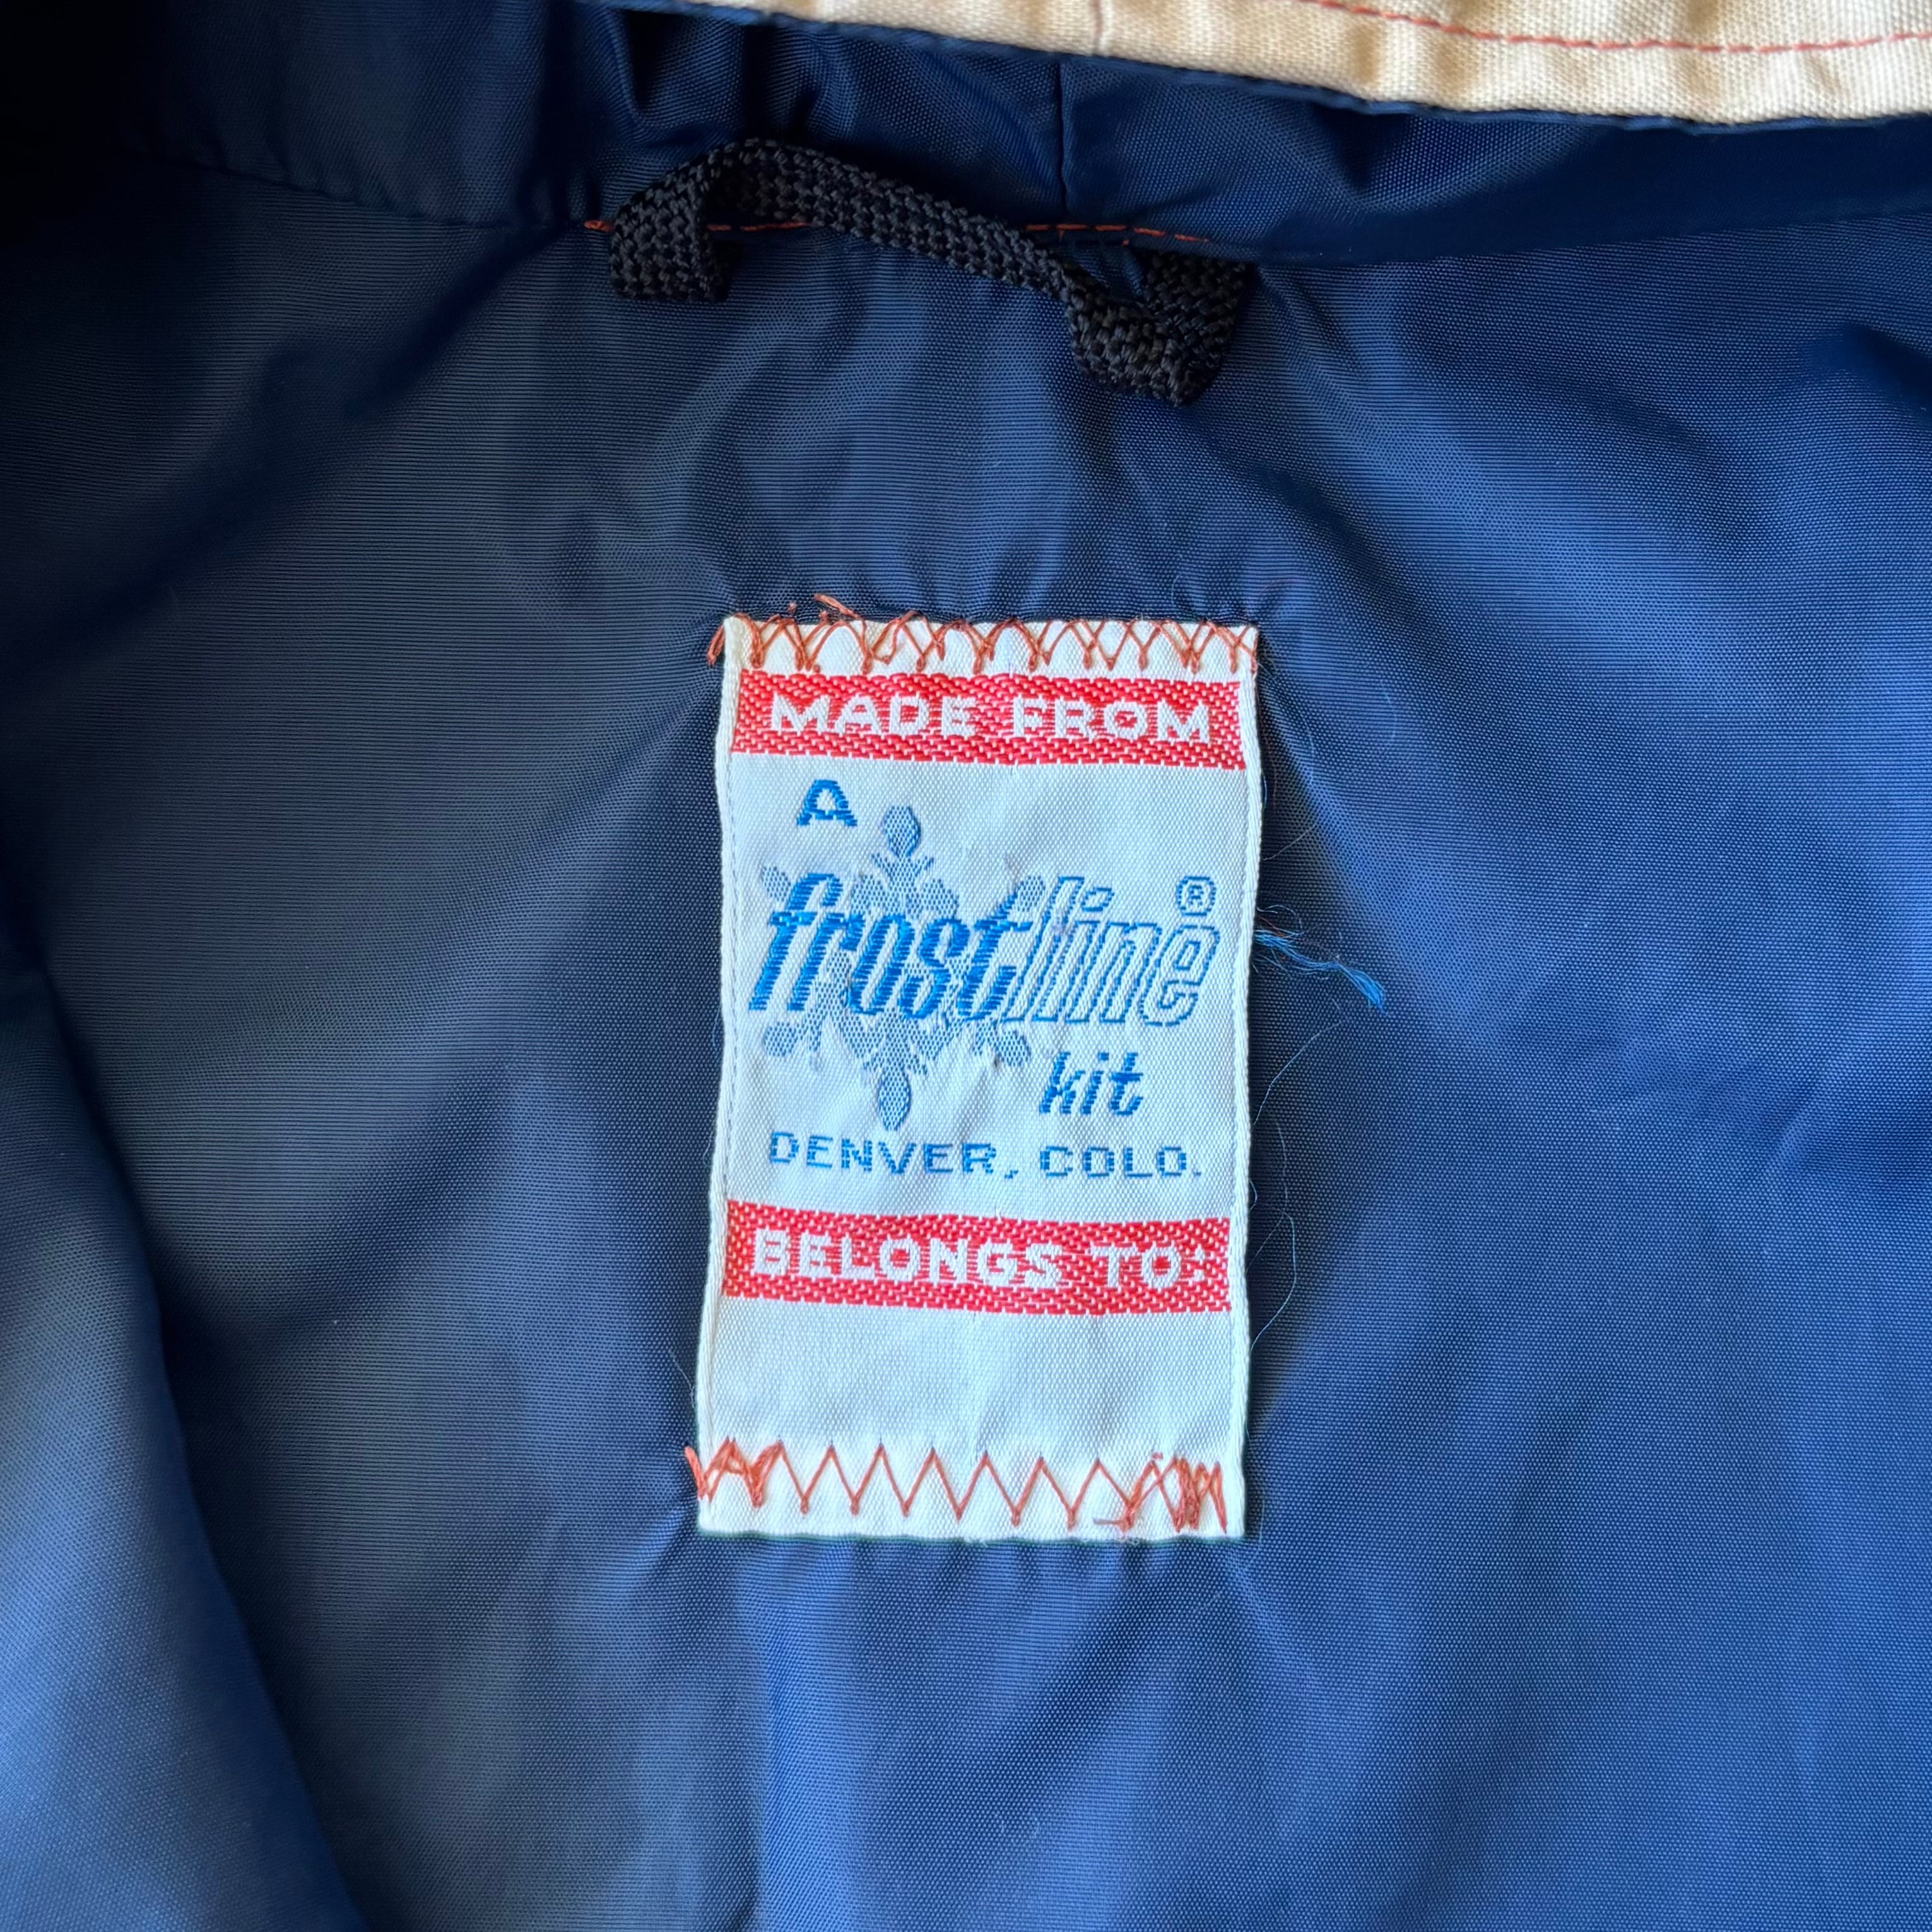 MADE FROM
A
frostline®
kit
DENVER, COLO.
BELONGS TO: